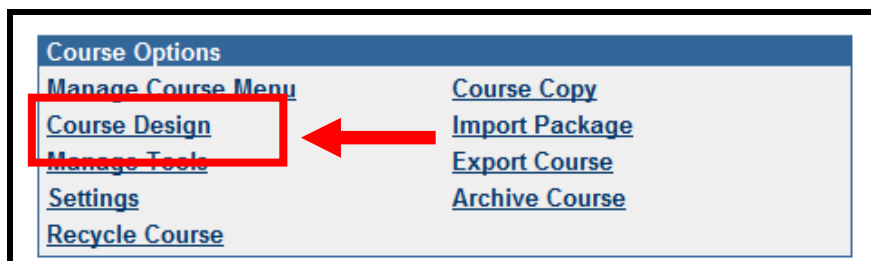 Course Options
Manage Course Menu
Course Design
Manage Tools
Settings
Recycle Course
Course Copy
Import Package
Export Course
Archive Course